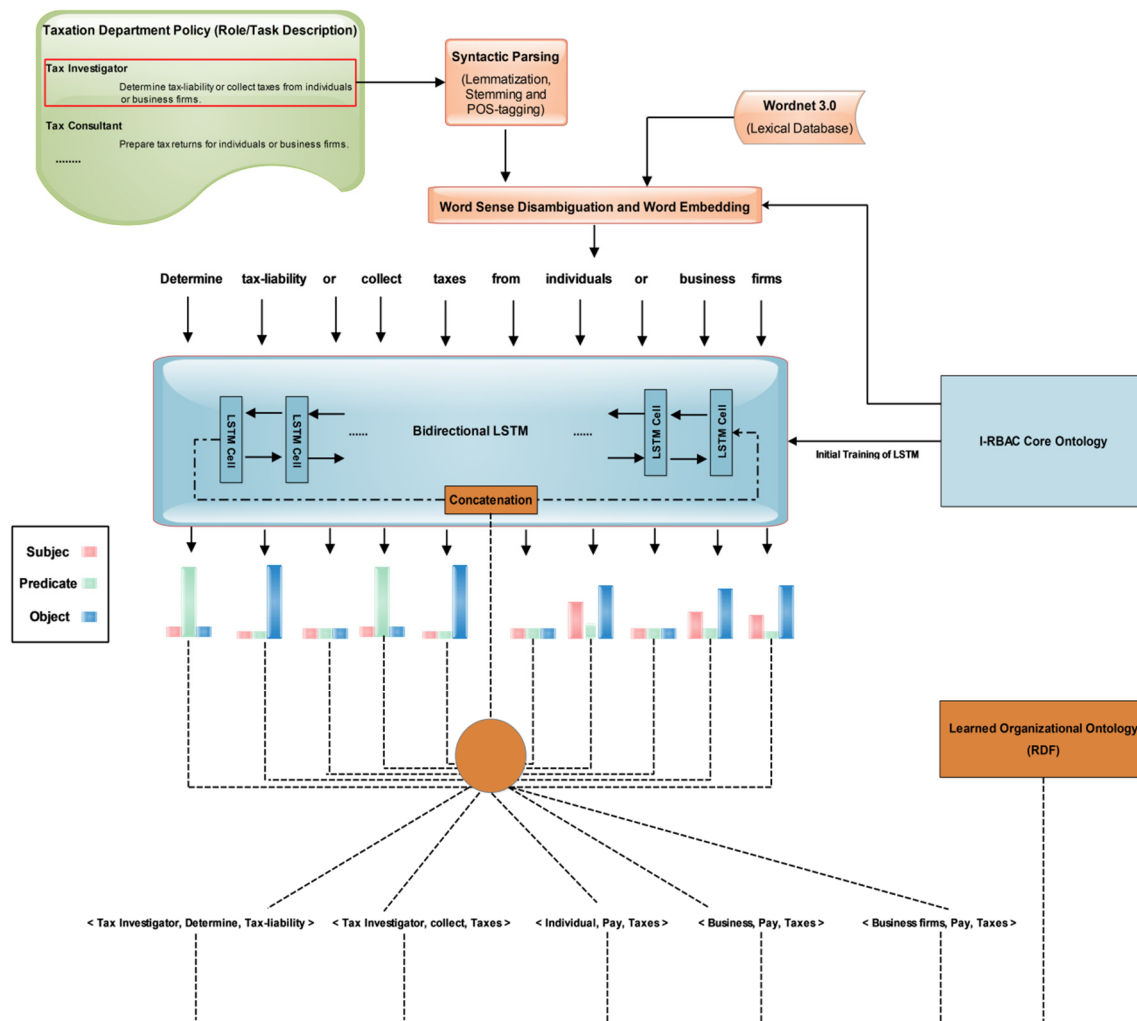 Taxation Department Policy (Role/Task Description)
Tax Investigator
Determine tax-liability or collect taxes from individuals
or business firms.
Tax Consultant
Prepare tax returns for individuals or business firms.
........
Syntactic Parsing
(Lemmatization,
Stemming and
POS-tagging)
Wordnet 3.0
(Lexical Database)
Word Sense Disambiguation and Word Embedding
Determine tax-liability or collect taxes from individuals or business firms
LSTM Cell
LSTM Cell
......
Bidirectional LSTM
......
LSTM Cell
LSTM Cell
Concatenation
Initial Training of LSTM
I-RBAC Core Ontology
Subjec
Predicate
Object
Learned Organizational Ontology
(RDF)
< Tax Investigator, Determine, Tax-liability > < Tax Investigator, collect, Taxes > < Individual, Pay, Taxes > < Business, Pay, Taxes > < Business firms, Pay, Taxes >